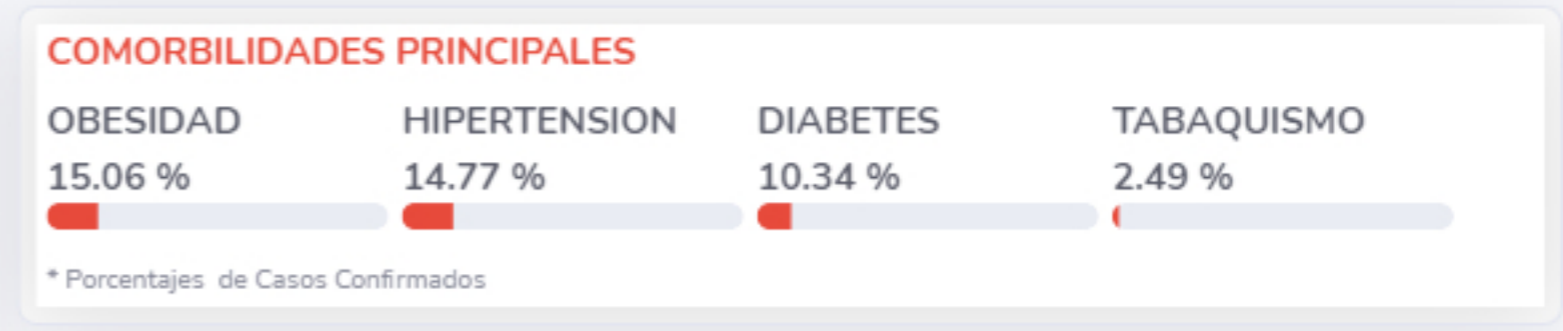 COMORBILIDADES PRINCIPALES
OBESIDAD HIPERTENSION DIABETES TABAQUISMO
15.06 % 14.77 % 10.34 % 2.49 %
* Porcentajes de Casos Confirmados